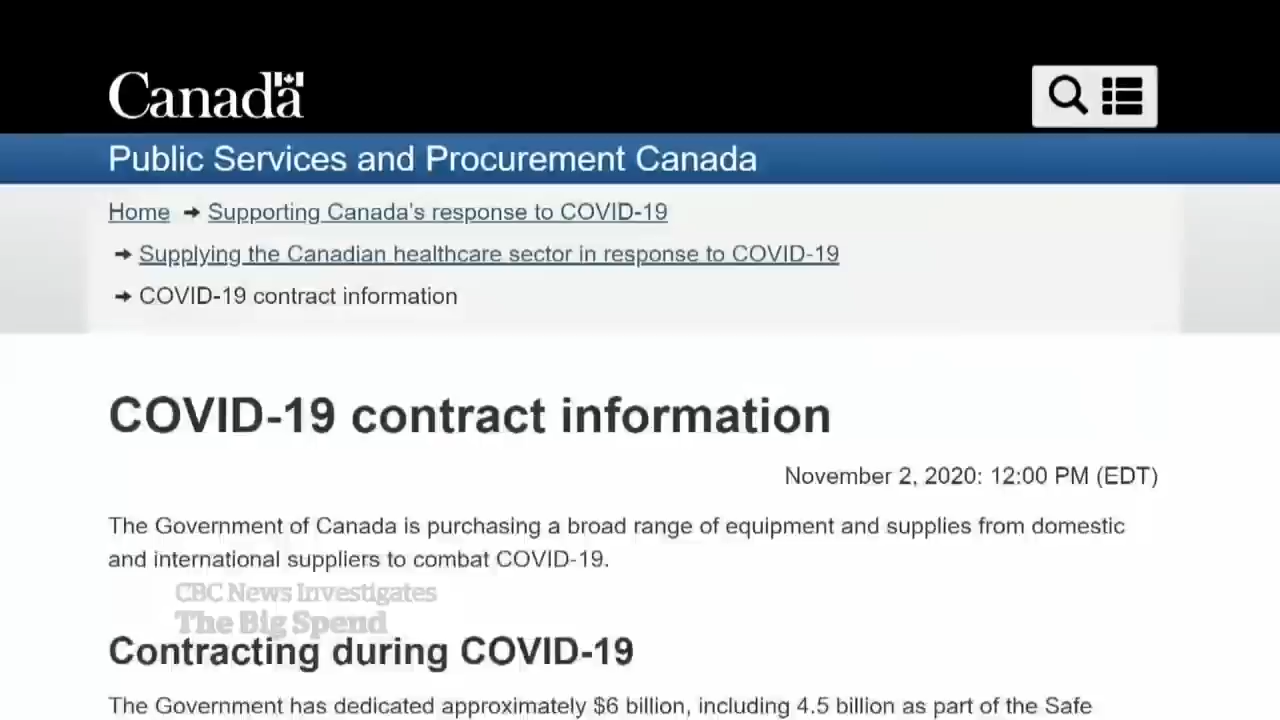 Canada
Public Services and Procurement Canada
Home → Supporting Canada's response to COVID-19
→ Supplying the Canadian healthcare sector in response to COVID-19
→ COVID-19 contract information
COVID-19 contract information
November 2, 2020: 12:00 PM (EDT)
The Government of Canada is purchasing a broad range of equipment and supplies from domestic
and international suppliers to combat COVID-19.
CBC News Investigates
The Big Spend
Contracting during COVID-19
The Government has dedicated approximately $6 billion, including 4.5 billion as part of the Safe